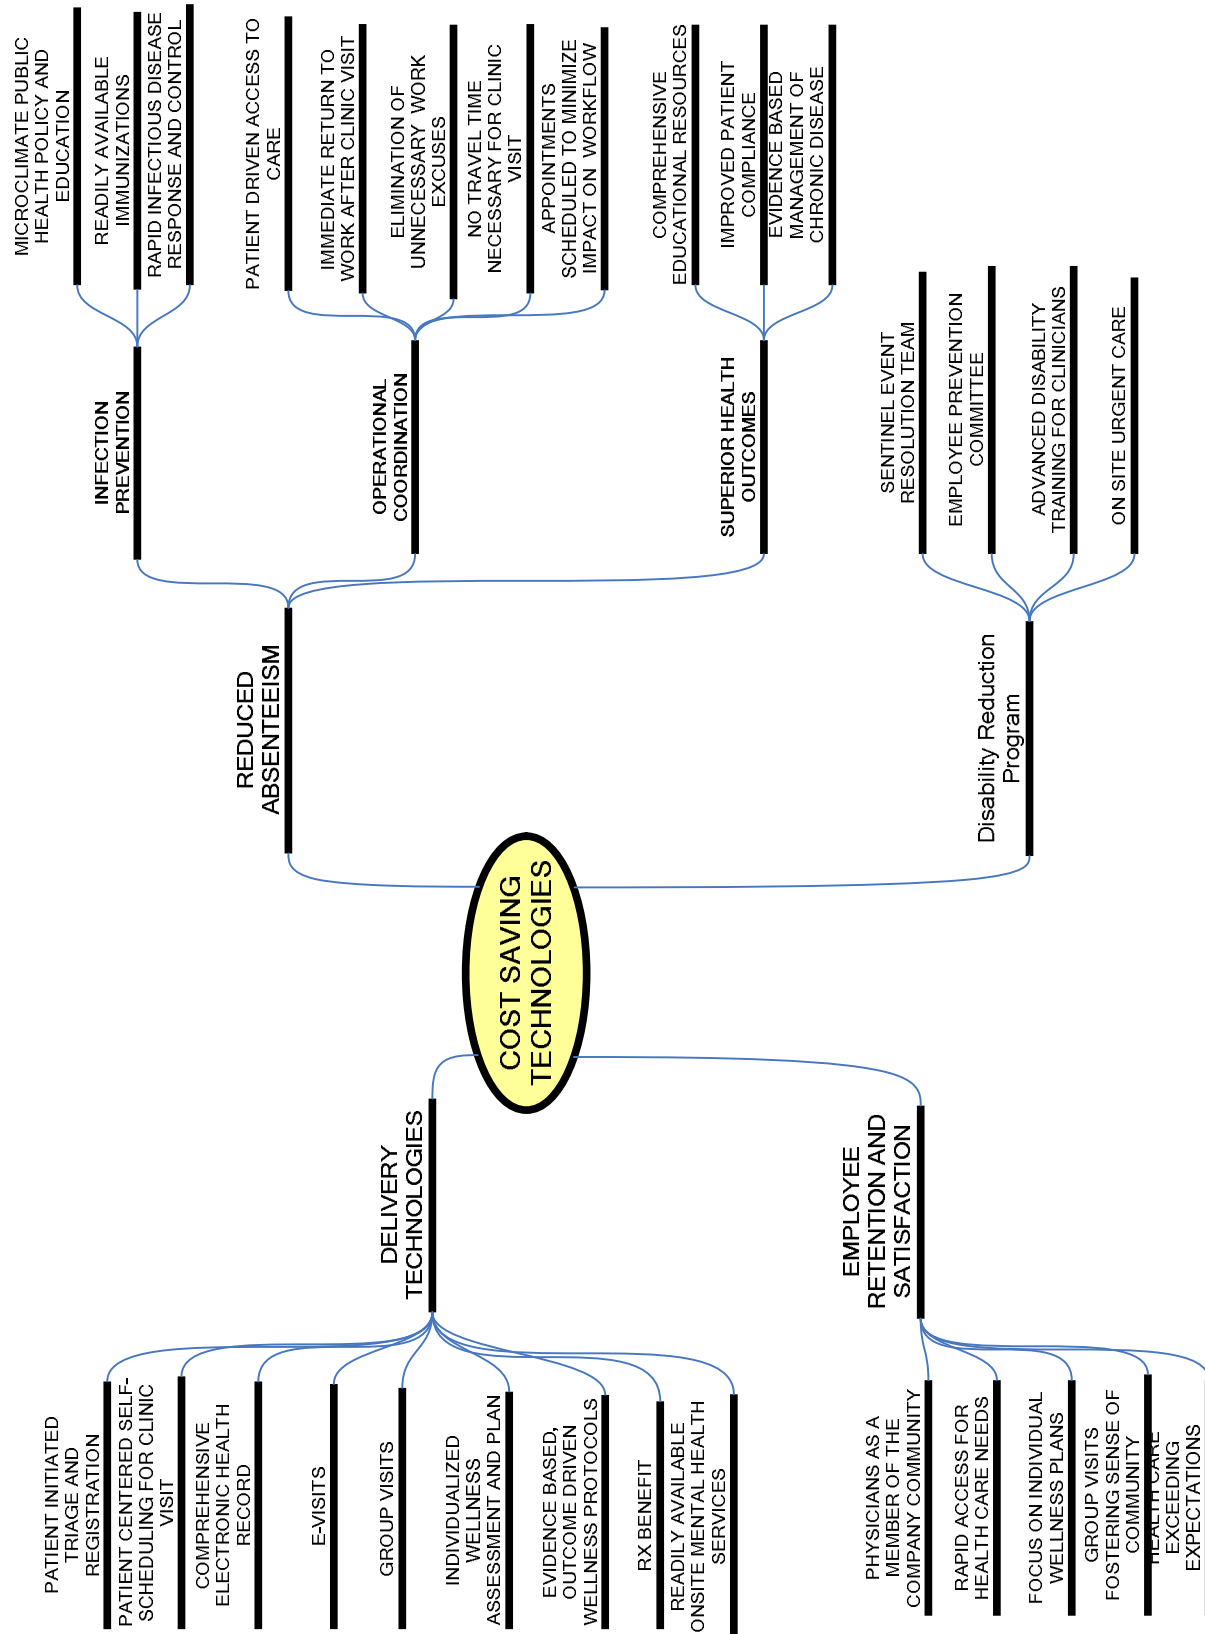 COST SAVING
TECHNOLOGIES
DELIVERY
TECHNOLOGIES
PATIENT INITIATED
TRIAGE AND
REGISTRATION
PATIENT CENTERED SELF-
SCHEDULING FOR CLINIC
VISIT
COMPREHENSIVE
ELECTRONIC HEALTH
RECORD
E-VISITS
GROUP VISITS
INDIVIDUALIZED
WELLNESS
ASSESSMENT AND PLAN
EVIDENCE BASED,
OUTCOME DRIVEN
WELLNESS PROTOCOLS
RX BENEFIT
READILY AVAILABLE
ONSITE MENTAL HEALTH
SERVICES
EMPLOYEE
RETENTION AND
SATISFACTION
PHYSICIANS AS A
MEMBER OF THE
COMPANY COMMUNITY
RAPID ACCESS FOR
HEALTH CARE NEEDS
FOCUS ON INDIVIDUAL
WELLNESS PLANS
GROUP VISITS
FOSTERING SENSE OF
COMMUNITY
HEALTH CARE
EXCEEDING
EXPECTATIONS
REDUCED
ABSENTEEISM
INFECTION
PREVENTION
MICROCLIMATE PUBLIC
HEALTH POLICY AND
EDUCATION
READILY AVAILABLE
IMMUNIZATIONS
RAPID INFECTIOUS DISEASE
RESPONSE AND CONTROL
OPERATIONAL
COORDINATION
PATIENT DRIVEN ACCESS TO
CARE
IMMEDIATE RETURN TO
WORK AFTER CLINIC VISIT
ELIMINATION OF
UNNECESSARY WORK
EXCUSES
NO TRAVEL TIME
NECESSARY FOR CLINIC
VISIT
APPOINTMENTS
SCHEDULED TO MINIMIZE
IMPACT ON WORKFLOW
SUPERIOR HEALTH
OUTCOMES
COMPREHENSIVE
EDUCATIONAL RESOURCES
IMPROVED PATIENT
COMPLIANCE
EVIDENCE BASED
MANAGEMENT OF
CHRONIC DISEASE
Disability Reduction
Program
SENTINEL EVENT
RESOLUTION TEAM
EMPLOYEE PREVENTION
COMMITTEE
ADVANCED DISABILITY
TRAINING FOR CLINICIANS
ON SITE URGENT CARE